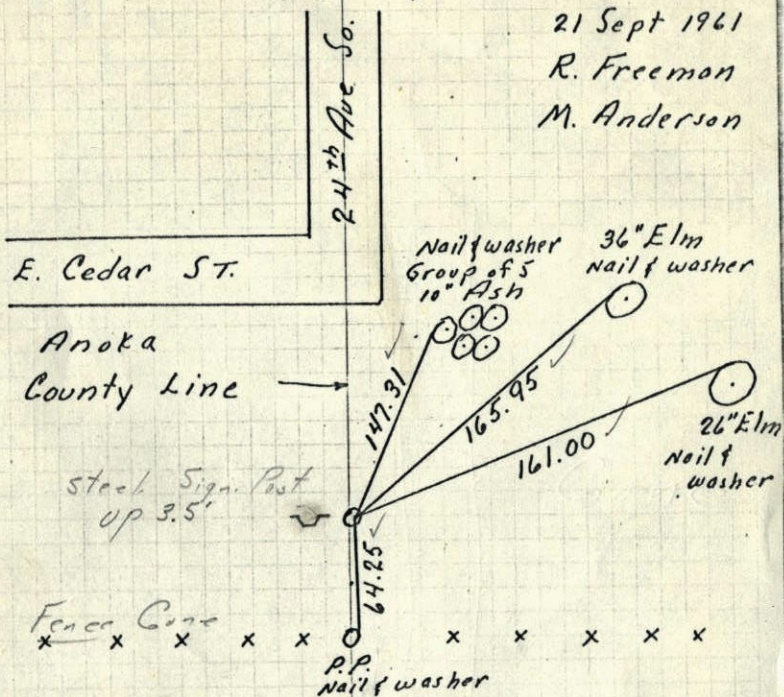 21 Sept 1961
R. Freeman
M. Anderson
24th Ave So.
E. Cedar ST.
Nail & washer
Group of 5
10" Ash
36" Elm
Nail & washer
Anoka
County Line
147.31
165.95
161.00
26" Elm
Nail &
washer
Steel Sign Post
up 3.5'
64.25
Fence Gone
x x x x x x x x x
P.P.
Nail & washer